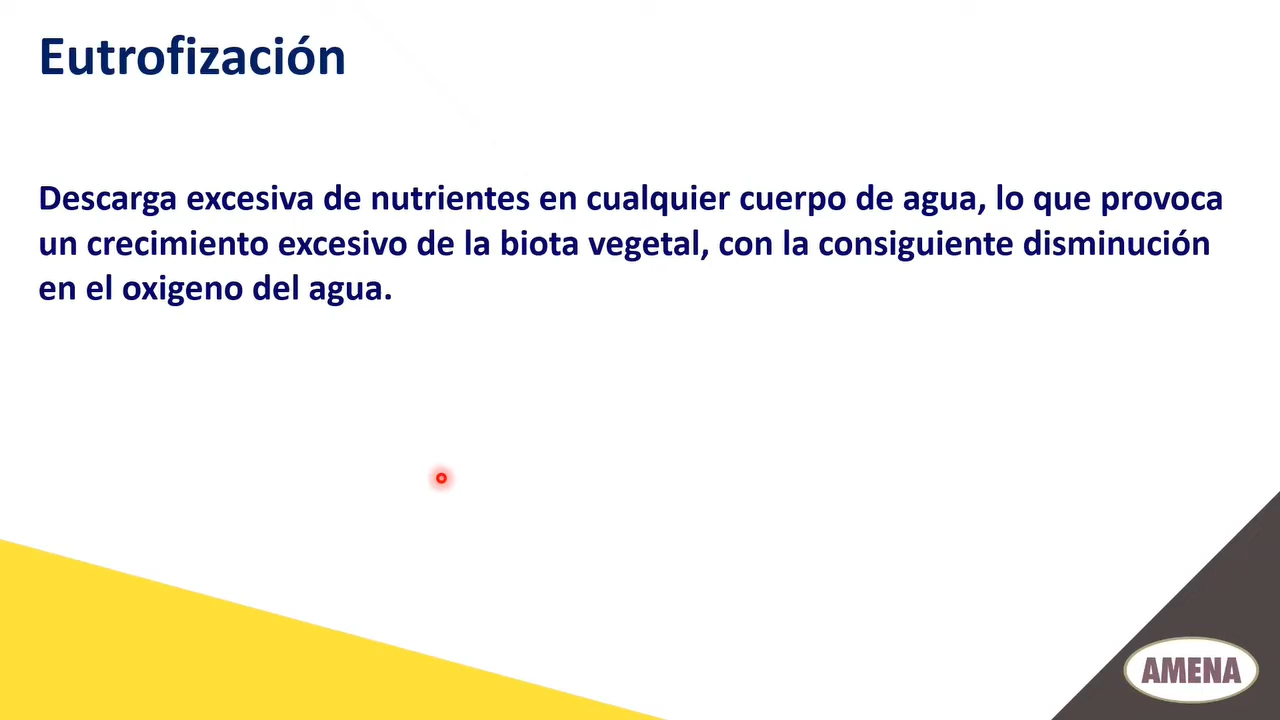 Eutrofización
Descarga excesiva de nutrientes en cualquier cuerpo de agua, lo que provoca
un crecimiento excesivo de la biota vegetal, con la consiguiente disminución
en el oxigeno del agua.
AMENA